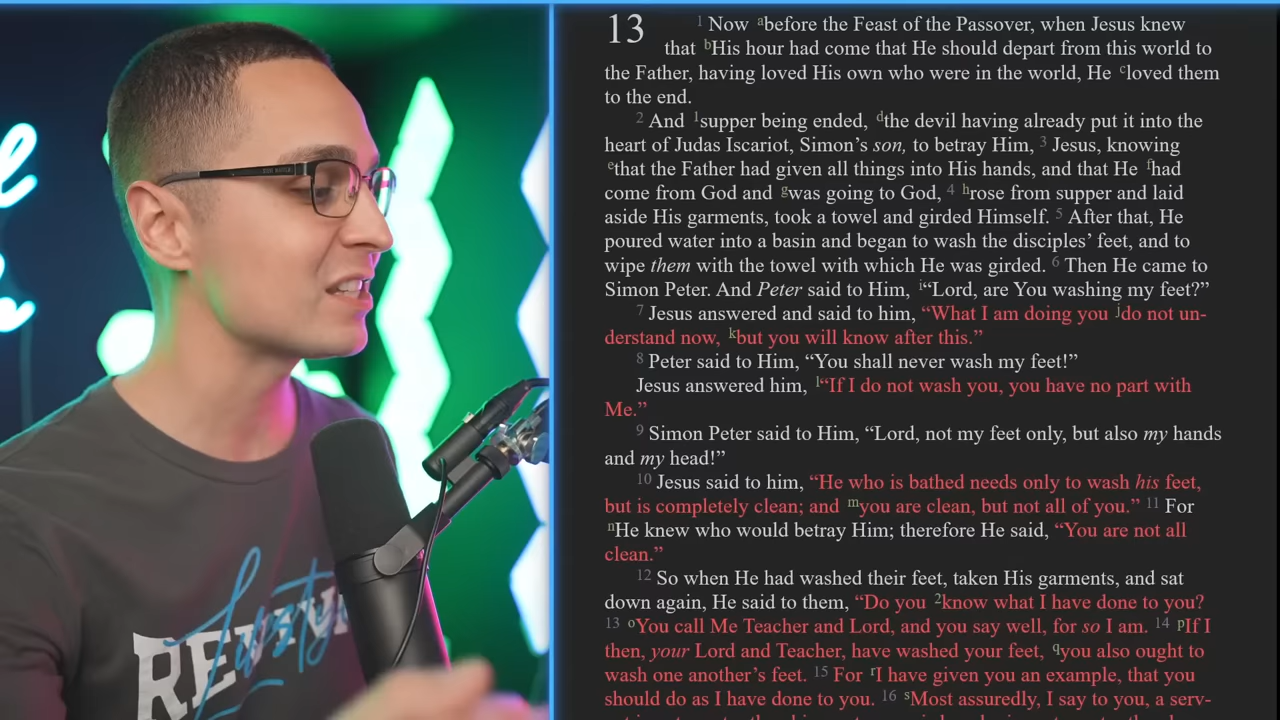 13 1 Now abefore the Feast of the Passover, when Jesus knew
that bHis hour had come that He should depart from this world to
the Father, having loved His own who were in the world, He cloved them
to the end.
2 And 1supper being ended, dthe devil having already put it into the
heart of Judas Iscariot, Simon’s son, to betray Him, 3 Jesus, knowing
ethat the Father had given all things into His hands, and that He fhad
come from God and gwas going to God, 4 hrose from supper and laid
aside His garments, took a towel and girded Himself. 5 After that, He
poured water into a basin and began to wash the disciples’ feet, and to
wipe them with the towel with which He was girded. 6 Then He came to
Simon Peter. And Peter said to Him, i“Lord, are You washing my feet?”
7 Jesus answered and said to him, “What I am doing you jdo not un-
derstand now, kbut you will know after this.”
8 Peter said to Him, “You shall never wash my feet!”
Jesus answered him, l“If I do not wash you, you have no part with
Me.”
9 Simon Peter said to Him, “Lord, not my feet only, but also my hands
and my head!”
10 Jesus said to him, “He who is bathed needs only to wash his feet,
but is completely clean; and myou are clean, but not all of you.” 11 For
nHe knew who would betray Him; therefore He said, “You are not all
clean.”
12 So when He had washed their feet, taken His garments, and sat
down again, He said to them, “Do you 2know what I have done to you?
13 oYou call Me Teacher and Lord, and you say well, for so I am. 14 pIf I
then, your Lord and Teacher, have washed your feet, qyou also ought to
wash one another’s feet. 15 For rI have given you an example, that you
should do as I have done to you. 16 sMost assuredly, I say to you, a serv-